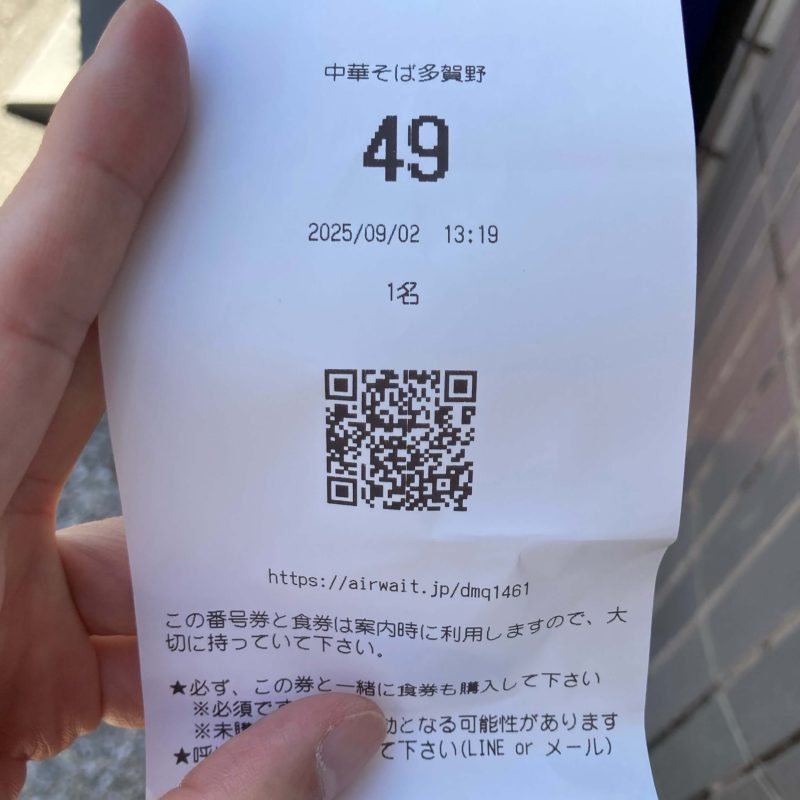 中華そば多賀野
49
2025/09/02 13:19
1名
https://airwait.jp/dmq1461
この番号券と食券は案内時に利用しますので、大
切に持っていて下さい。
★必ず、この券と一緒に食券も購入して下さい
※必須で
※未 となる可能性があります
★呼 て下さい(LINE or メール)